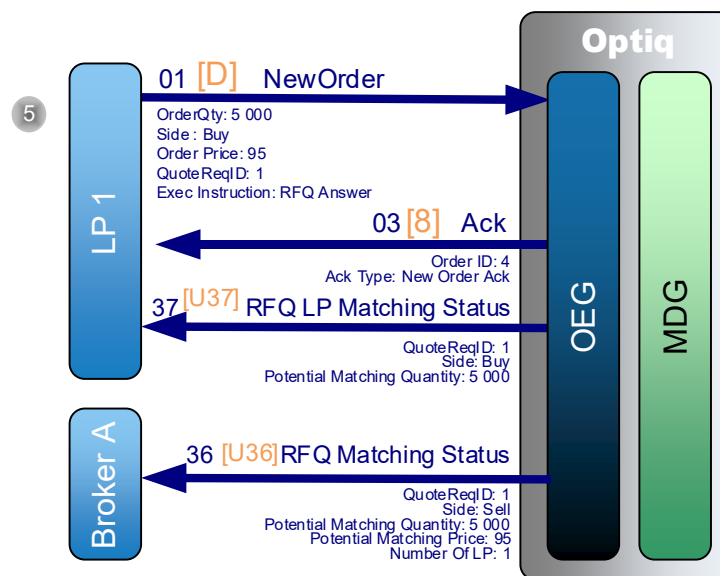 Optiq
5
LP 1
01 [D] NewOrder
OrderQty: 5 000
Side : Buy
Order Price: 95
QuoteReqID: 1
Exec Instruction: RFQ Answer
03 [8] Ack
Order ID: 4
Ack Type: New Order Ack
37 [U37] RFQ LP Matching Status
QuoteReqID: 1
Side: Buy
Potential Matching Quantity: 5 000
OEG
MDG
Broker A
36 [U36] RFQ Matching Status
QuoteReqID: 1
Side: Sell
Potential Matching Quantity: 5 000
Potential Matching Price: 95
Number Of LP: 1